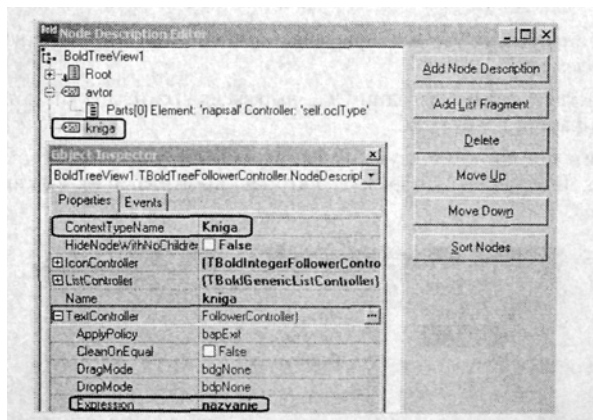 Bold Node Description Editor
BoldTreeView1
Root
avtor
Parts[0] Element: 'napisal' Controller: 'self.oclType'
kniga
Add Node Description
Add List Fragment
Delete
Move Up
Move Down
Sort Nodes
Object Inspector
BoldTreeView1.TBoldTreeFollowerController.NodeDescript
Properties Events
ContextTypeName Kniga
HideNodeWithNoChildrer False
IconController (TBoldIntegerFollowerContro
ListController (TBoldGenericListController)
Name kniga
TextController FollowerController) ...
ApplyPolicy bapExit
CleanOnEqual False
DragMode bdgNone
DropMode bdpNone
Expression nazvanie